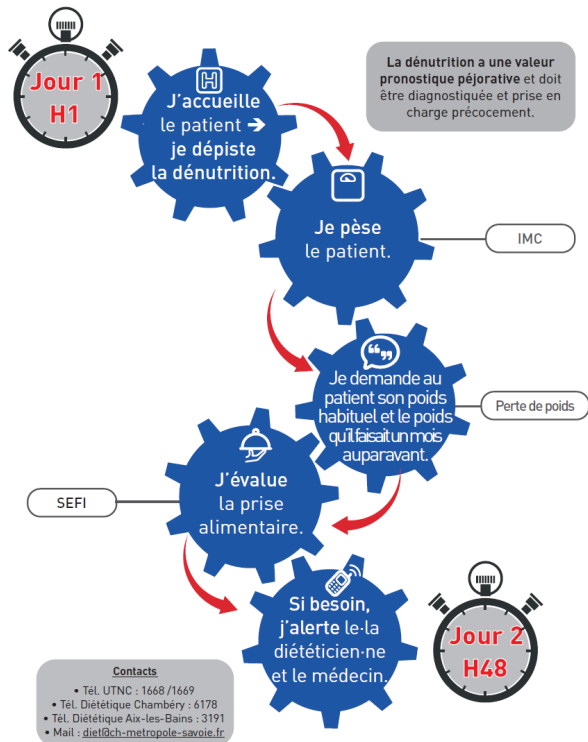 Jour 1
H1
La dénutrition a une valeur
pronostique péjorative et doit
être diagnostiquée et prise en
charge précocement.
H
J'accueille
le patient ➔
je dépiste
la dénutrition.
Je pèse
le patient.
IMC
Je demande au
patient son poids
habituel et le poids
qu'il faisait un mois
auparavant.
Perte de poids
J'évalue
la prise
alimentaire.
SEFI
Si besoin,
j'alerte le·la
diététicien·ne
et le médecin.
Jour 2
H48
Contacts
• Tél. UTNC : 1668 /1669
• Tél. Diététique Chambéry : 6178
• Tél. Diététique Aix-les-Bains : 3191
• Mail : diet@ch-metropole-savoie.fr